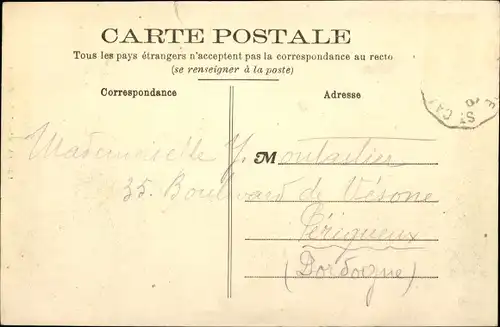 CARTE POSTALE
Tous les pays étrangers n'acceptent pas la correspondance au recto
(se renseigner à la poste)
Correspondance
Adresse
Mademoiselle J. M
35. Boulevard de Vésone
Périgueux
(Dordogne)